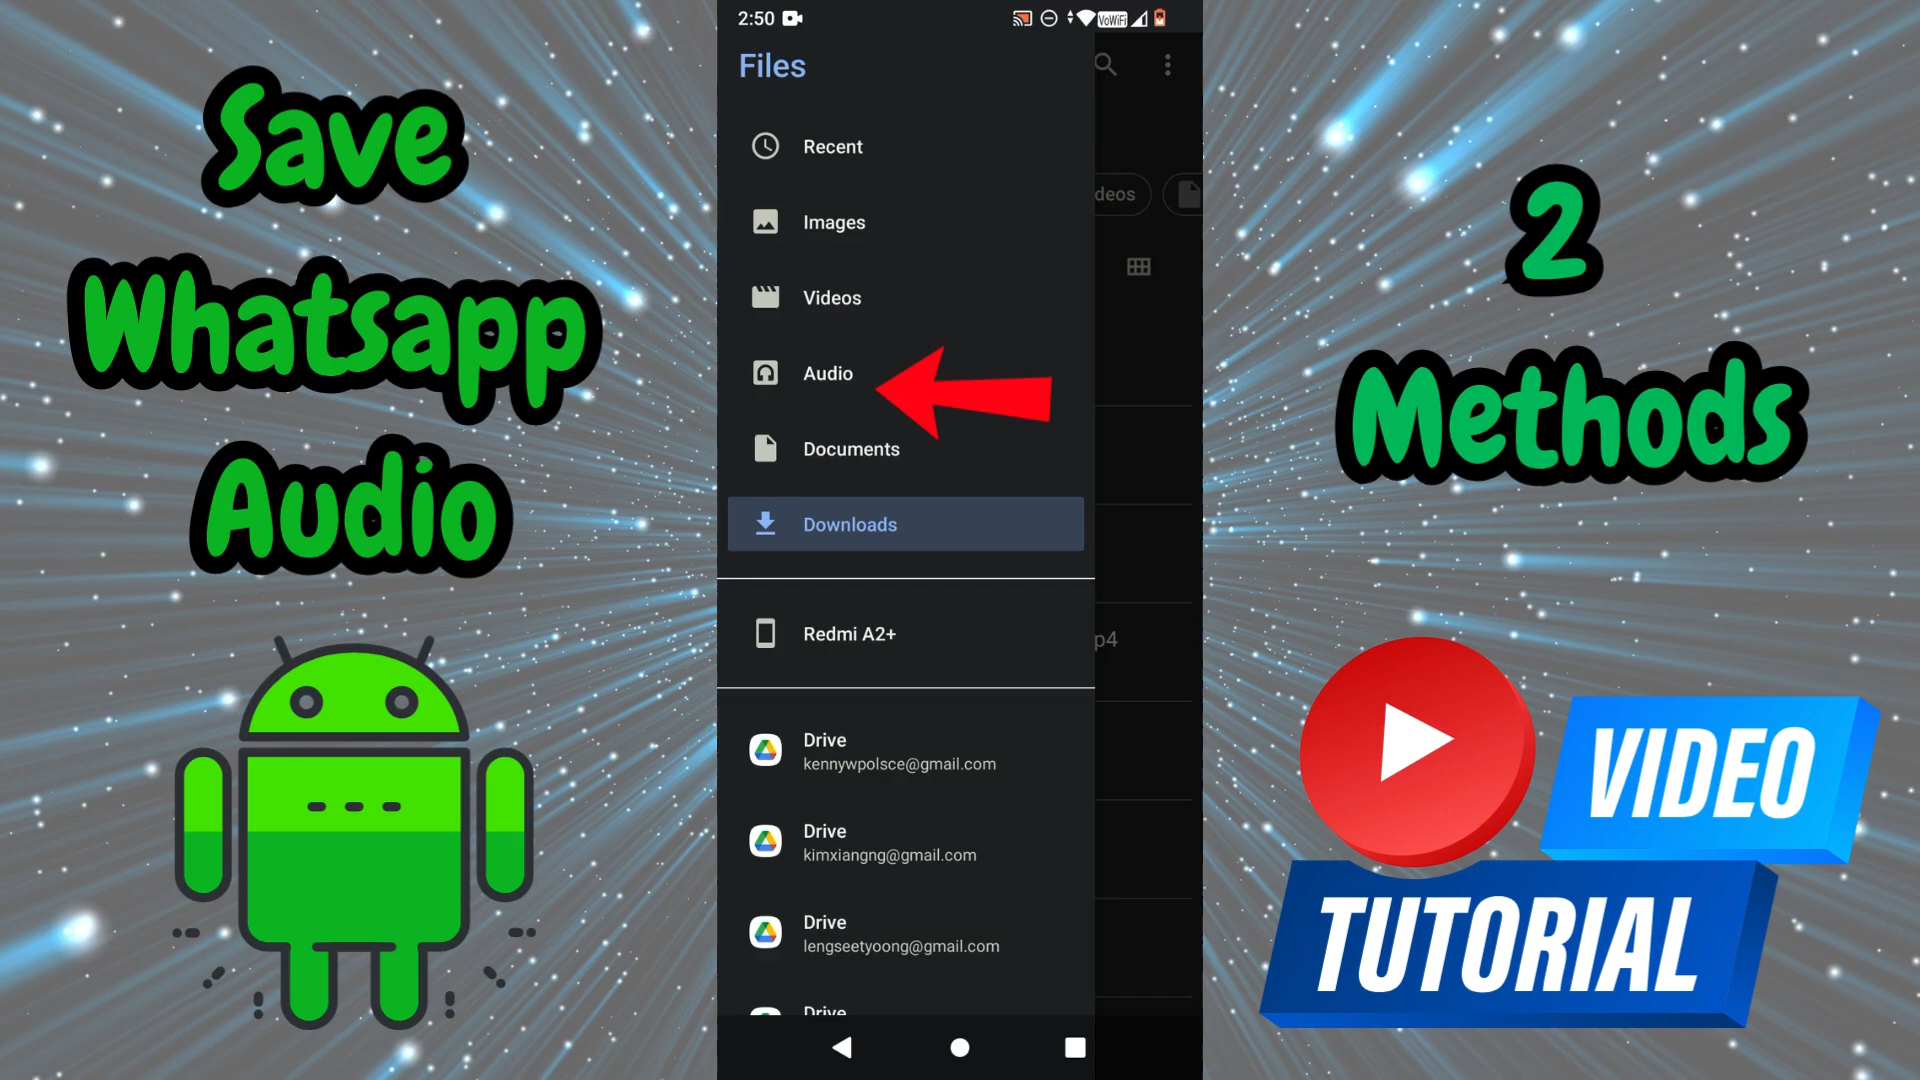 Save
Whatsapp
Audio
2:50
VoWiFi
Files
Recent
Images
Videos
Audio
Documents
Downloads
Redmi A2+
Drive
kennywpolsce@gmail.com
Drive
kimxiangng@gmail.com
Drive
lengseetyoong@gmail.com
Drive
deos
p4
2
Methods
VIDEO
TUTORIAL